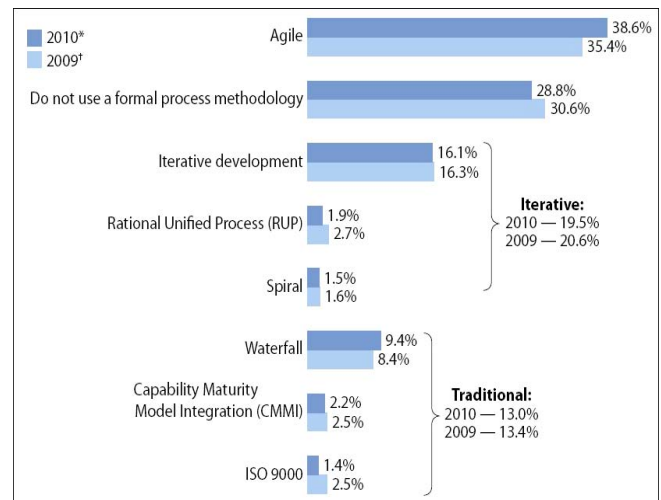 2010*
2009†
Agile
38.6%
35.4%
Do not use a formal process methodology
28.8%
30.6%
Iterative development
16.1%
16.3%
Rational Unified Process (RUP)
1.9%
2.7%
Spiral
1.5%
1.6%
Iterative:
2010 — 19.5%
2009 — 20.6%
Waterfall
9.4%
8.4%
Capability Maturity
Model Integration (CMMI)
2.2%
2.5%
ISO 9000
1.4%
2.5%
Traditional:
2010 — 13.0%
2009 — 13.4%